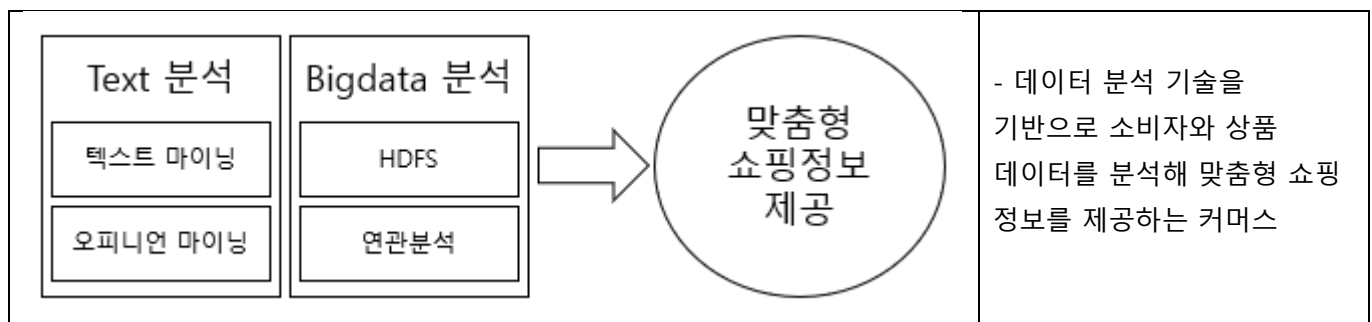 Text 분석
텍스트 마이닝
오피니언 마이닝
Bigdata 분석
HDFS
연관분석
맞춤형
쇼핑정보
제공
- 데이터 분석 기술을
기반으로 소비자와 상품
데이터를 분석해 맞춤형 쇼핑
정보를 제공하는 커머스